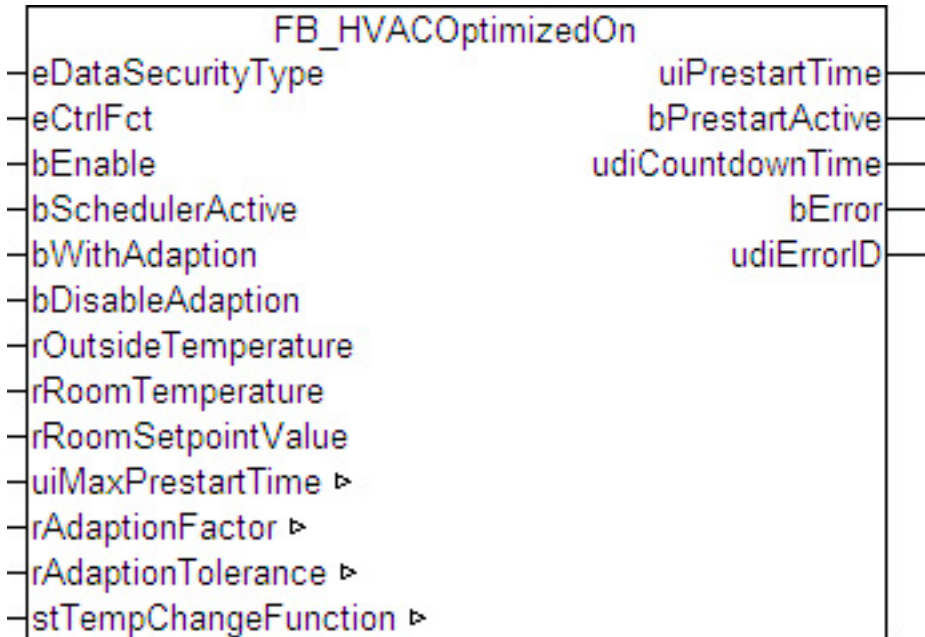 FB_HVACOptimizedOn
eDataSecurityType uiPrestartTime
eCtrlFct bPrestartActive
bEnable udiCountdownTime
bSchedulerActive bError
bWithAdaption udiErrorID
bDisableAdaption
rOutsideTemperature
rRoomTemperature
rRoomSetpointValue
uiMaxPrestartTime ▹
rAdaptionFactor ▹
rAdaptionTolerance ▹
stTempChangeFunction ▹